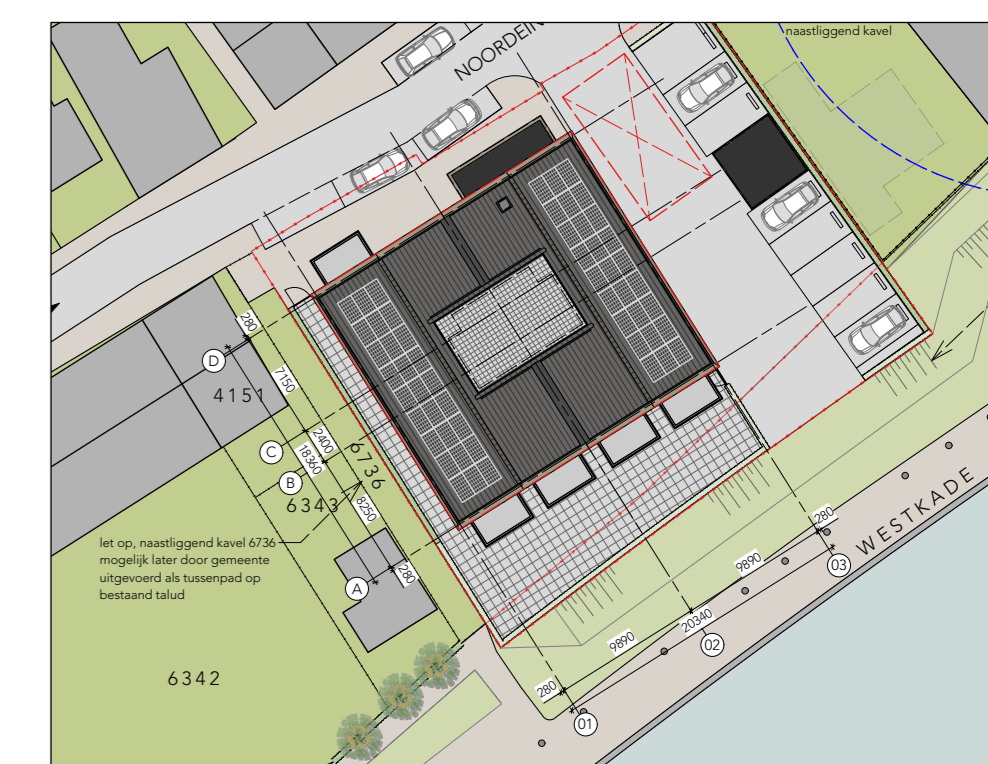 NOORDEIN
naastliggend kavel
280
D
7150
4151
C
2400
18360
6736
B
6343
8250
let op, naastliggend kavel 6736
mogelijk later door gemeente
uitgevoerd als tussenpad op
bestaand talud
A
280
6342
WESTKADE
280
03
9890
20340
02
9890
280
01